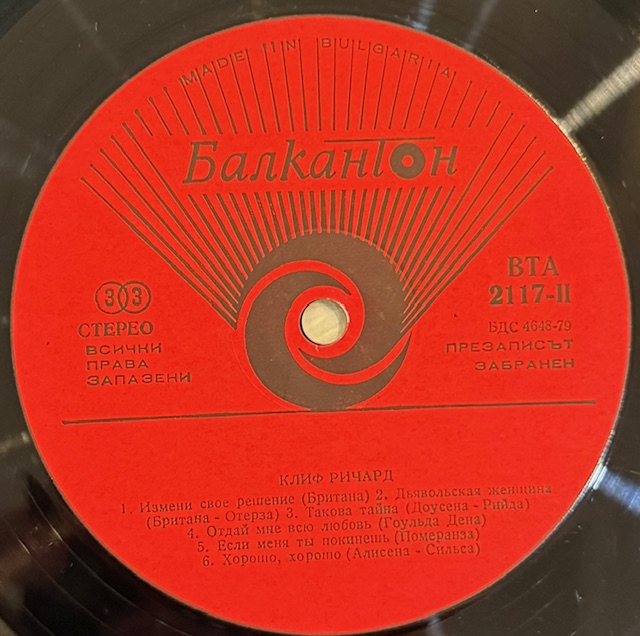 MADE IN BULGARIA
Балкантон
33
СТЕРЕО
ВСИЧКИ
ПРАВА
ЗАПАЗЕНИ
ВТА
2117-II
БДС 4648-79
ПРЕЗАПИСЪТ
ЗАБРАНЕН
КЛИФ РИЧАРД
1. Измени свое решение (Британа) 2. Дьявольская женщина
(Британа - Отерза) 3. Такова тайна (Доусена - Ридда)
4. Отдай мне всю любовь (Гоульда Дена)
5. Если меня ты покинешь (Померанза)
6. Хорошо, хорошо (Алисена - Сильса)